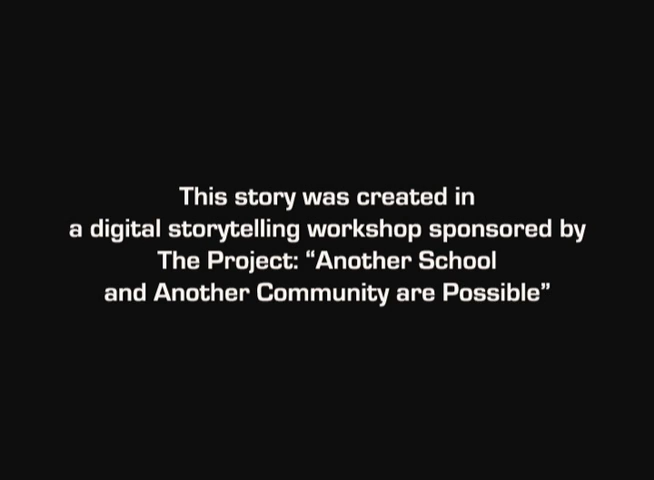 This story was created in
a digital storytelling workshop sponsored by
The Project: “Another School
and Another Community are Possible”